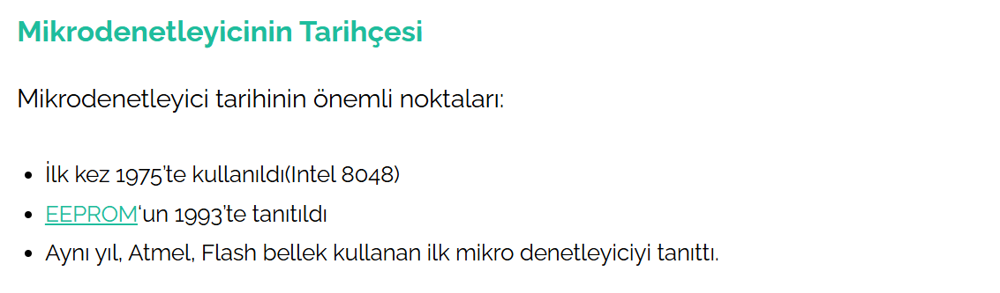 Mikrodenetleyicinin Tarihçesi
Mikrodenetleyici tarihinin önemli noktaları:
• İlk kez 1975’te kullanıldı(Intel 8048)
• EEPROM‘un 1993’te tanıtıldı
• Aynı yıl, Atmel, Flash bellek kullanan ilk mikro denetleyiciyi tanıttı.